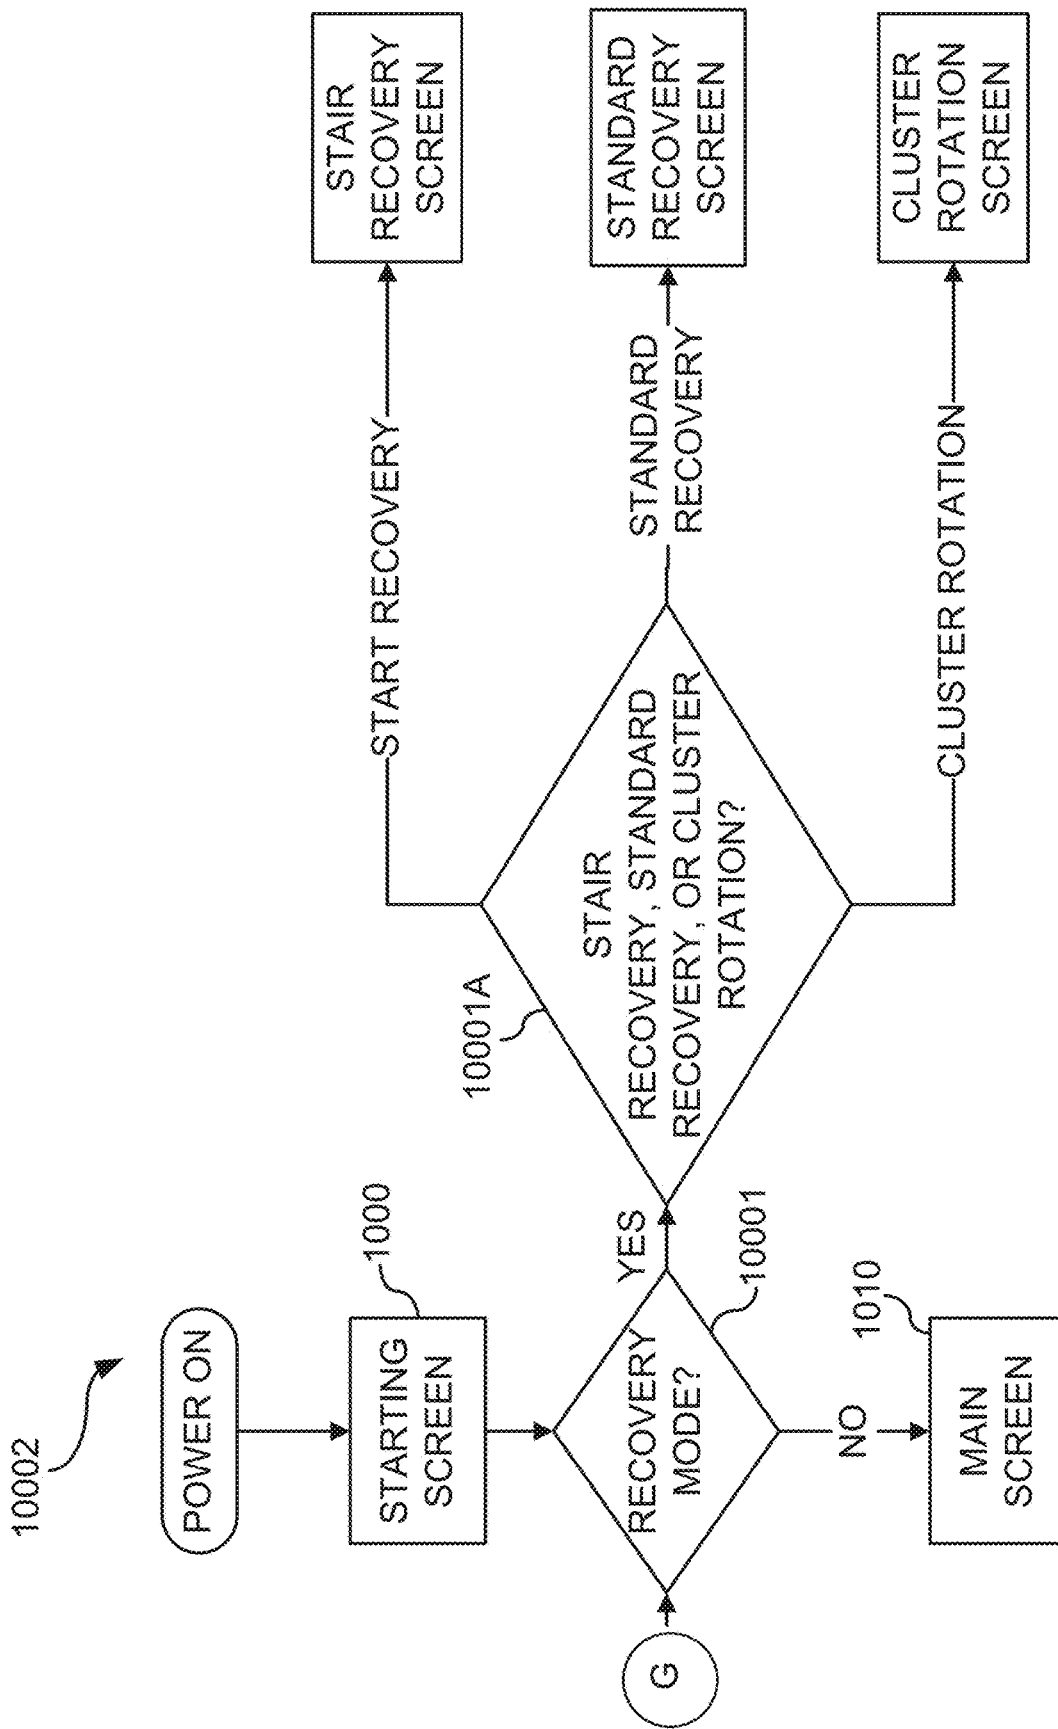 10002
POWER ON
STARTING
SCREEN
1000
G
RECOVERY
MODE?
10001
YES
NO
MAIN
SCREEN
1010
10001A
STAIR
RECOVERY, STANDARD
RECOVERY, OR CLUSTER
ROTATION?
START RECOVERY
STAIR
RECOVERY
SCREEN
STANDARD
RECOVERY
STANDARD
RECOVERY
SCREEN
CLUSTER ROTATION
CLUSTER
ROTATION
SCREEN